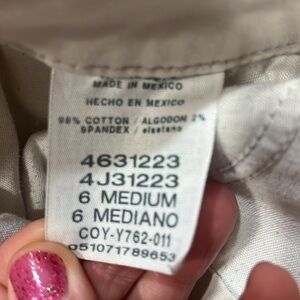 MADE IN MEXICO
HECHO EN MEXICO
98% COTTON / ALGODON 2%
SPANDEX / elastano
4631223
4J31223
6 MEDIUM
6 MEDIANO
COY-Y762-011
051071789653